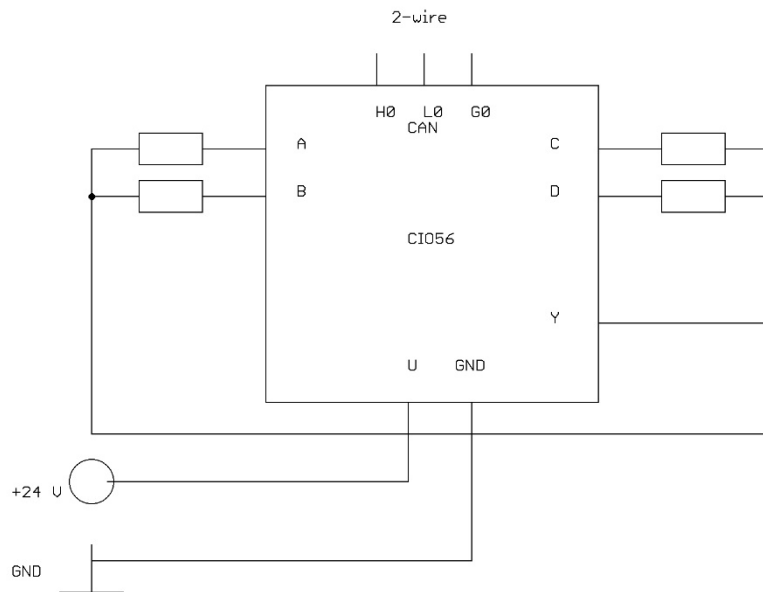 2-wire
H0 L0 G0
CAN
A
C
B
D
CIO56
Y
U GND
+24 V
GND